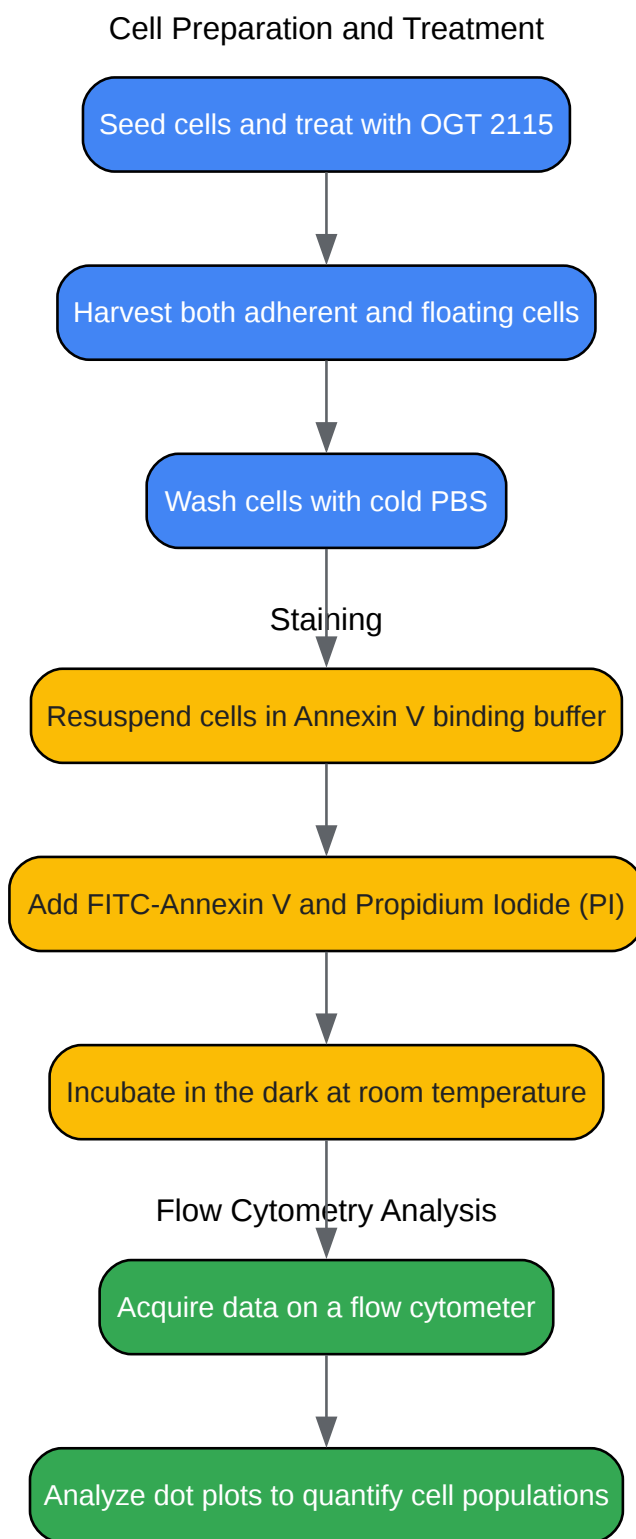 Cell Preparation and Treatment
Seed cells and treat with OGT 2115
Harvest both adherent and floating cells
Wash cells with cold PBS
Staining
Resuspend cells in Annexin V binding buffer
Add FITC-Annexin V and Propidium Iodide (PI)
Incubate in the dark at room temperature
Flow Cytometry Analysis
Acquire data on a flow cytometer
Analyze dot plots to quantify cell populations